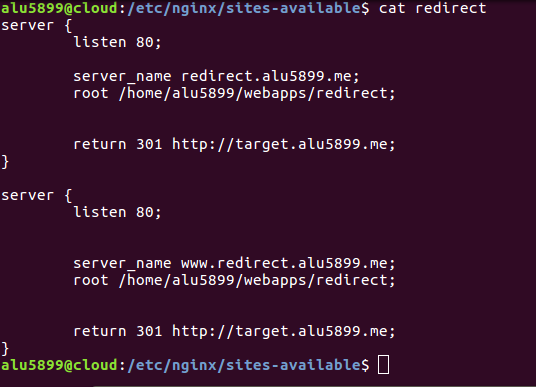 alu5899@cloud:/etc/nginx/sites-available$ cat redirect
server {
listen 80;
server_name redirect.alu5899.me;
root /home/alu5899/webapps/redirect;
return 301 http://target.alu5899.me;
}
server {
listen 80;
server_name www.redirect.alu5899.me;
root /home/alu5899/webapps/redirect;
return 301 http://target.alu5899.me;
}
alu5899@cloud:/etc/nginx/sites-available$